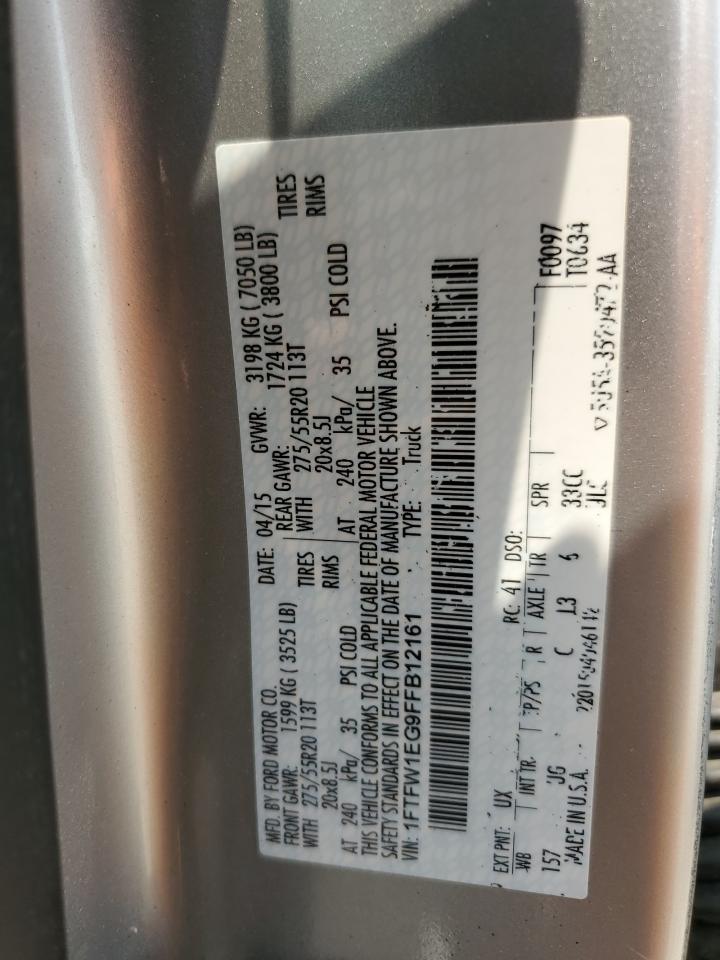 MFD. BY FORD MOTOR CO.
DATE: 04/15 GVWR: 3198 KG ( 7050 LB)
FRONT GAWR: 1599 KG ( 3525 LB)
REAR GAWR: 1724 KG ( 3800 LB)
WITH 275/55R20 113T TIRES
WITH 275/55R20 113T TIRES
20x8.5J RIMS
20x8.5J RIMS
AT 240 kPa/ 35 PSI COLD
AT 240 kPa/ 35 PSI COLD
THIS VEHICLE CONFORMS TO ALL APPLICABLE FEDERAL MOTOR VEHICLE
SAFETY STANDARDS IN EFFECT ON THE DATE OF MANUFACTURE SHOWN ABOVE.
VIN: 1FTFW1EG9FFB12161 TYPE: Truck
EXT PNT: UX RC: 41 DSO: F0097
WB INT TR. TP/PS R AXLE TR SPR T0634
157 UG C L3 6 33CC
MADE IN U.S.A.